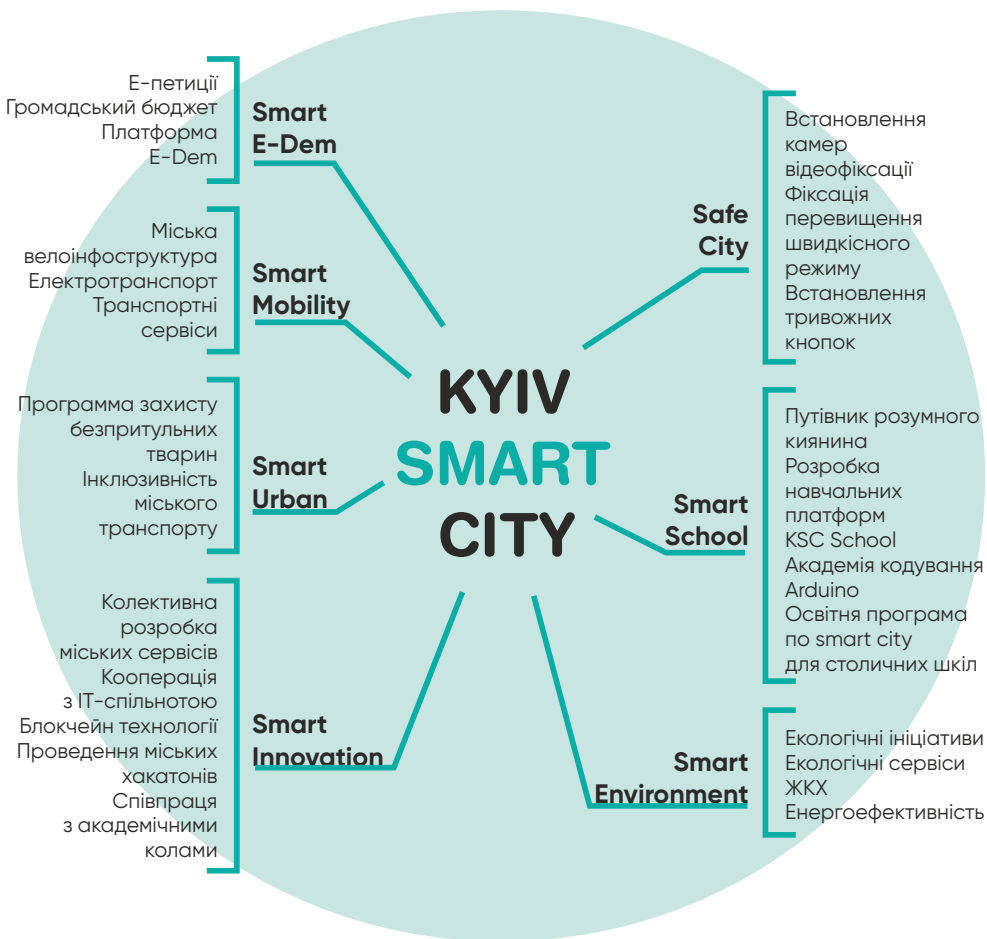 Е-петиції
Громадський бюджет
Платформа
E-Dem
Smart
E-Dem
Міська
велоінфоструктура
Електротранспорт
Транспортні
сервіси
Smart
Mobility
Программа захисту
безпритульних
тварин
Інклюзивність
міського
транспорту
Smart
Urban
Колективна
розробка
міських сервісів
Кооперація
з ІТ-спільнотою
Блокчейн технології
Проведення міських
хакатонів
Співпраця
з академічними
колами
Smart
Innovation
KYIV
SMART
CITY
Safe
City
Встановлення
камер
відеофіксації
Фіксація
перевищення
швидкісного
режиму
Встановлення
тривожних
кнопок
Smart
School
Путівник розумного
киянина
Розробка
навчальних
платформ
KSC School
Академія кодування
Arduino
Освітня програма
по smart city
для столичних шкіл
Smart
Environment
Екологічні ініціативи
Екологічні сервіси
ЖКХ
Енергоефективність